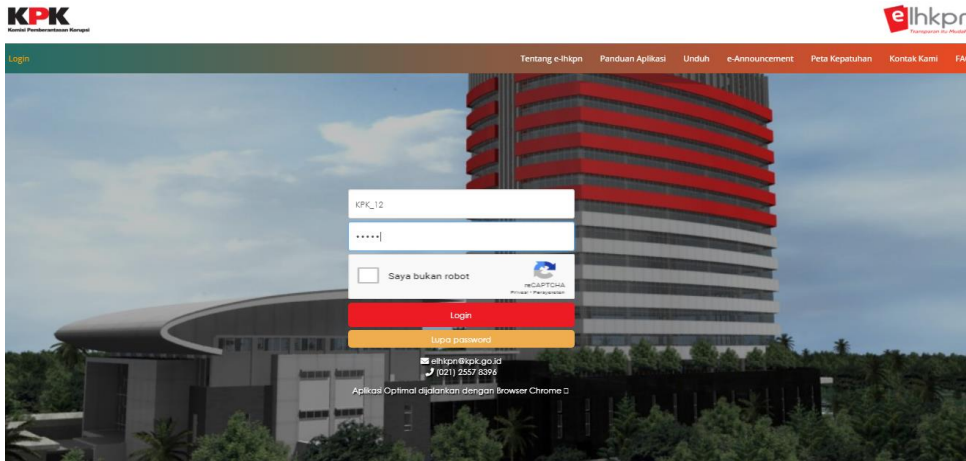 KPK
Komisi Pemberantasan Korupsi
elhkpn
Login
Tentang e-lhkpn
Panduan Aplikasi
Unduh
e-Announcement
Peta Kepatuhan
Kontak Kami
KPK_12
•••••
Saya bukan robot
reCAPTCHA
Privasi - Persyaratan
Login
Lupa password
elhkpn@kpk.go.id
(021) 2557 8396
Aplikasi Optimal dijalankan dengan Browser Chrome